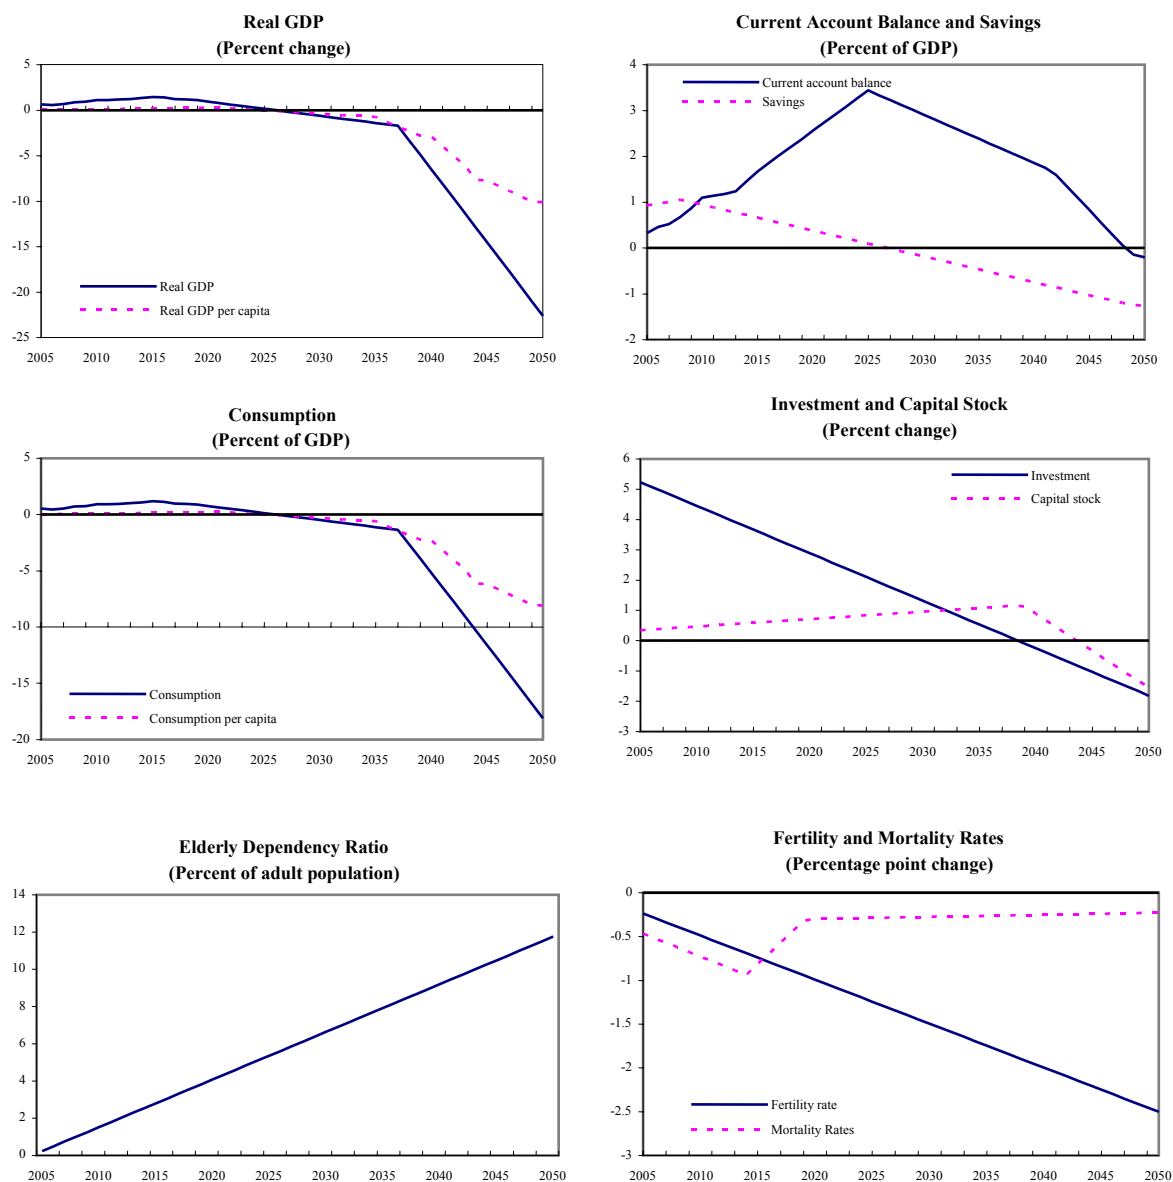 Real GDP
(Percent change)
5
0
-5
-10
-15
-20
-25
Real GDP
Real GDP per capita
2005 2010 2015 2020 2025 2030 2035 2040 2045 2050
Current Account Balance and Savings
(Percent of GDP)
4
3
2
1
0
-1
-2
Current account balance
Savings
2005 2010 2015 2020 2025 2030 2035 2040 2045 2050
Consumption
(Percent of GDP)
5
0
-5
-10
-15
-20
Consumption
Consumption per capita
2005 2010 2015 2020 2025 2030 2035 2040 2045 2050
Investment and Capital Stock
(Percent change)
6
5
4
3
2
1
0
-1
-2
-3
Investment
Capital stock
2005 2010 2015 2020 2025 2030 2035 2040 2045 2050
Elderly Dependency Ratio
(Percent of adult population)
14
12
10
8
6
4
2
0
2005 2010 2015 2020 2025 2030 2035 2040 2045 2050
Fertility and Mortality Rates
(Percentage point change)
0
-0.5
-1
-1.5
-2
-2.5
-3
Fertility rate
Mortality Rates
2005 2010 2015 2020 2025 2030 2035 2040 2045 2050